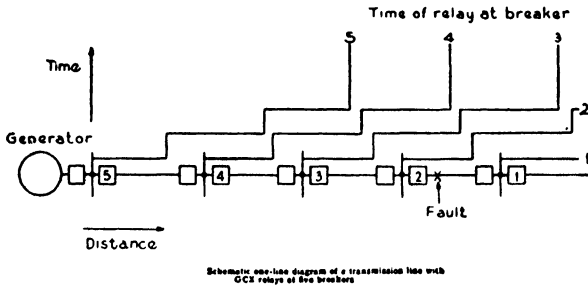 Time of relay at breaker
5 4 3
2
Time
Generator
1
5 4 3 2 1
Fault
Distance
Schematic one-line diagram of a transmission line with
GCX relays at five breakers